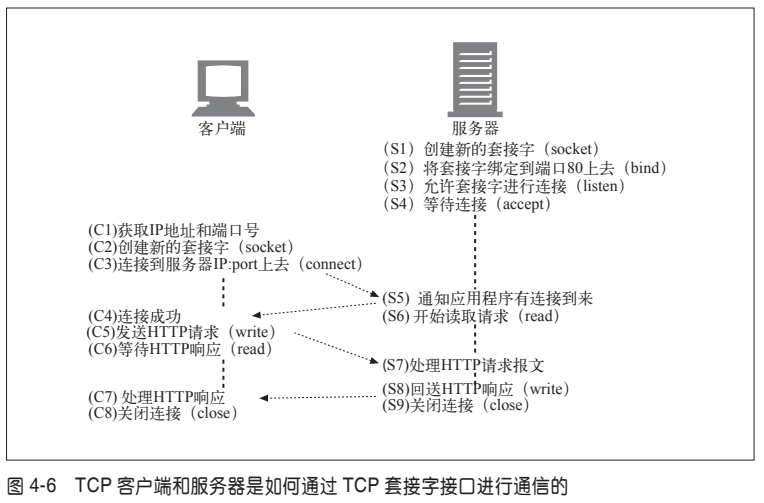 客户端
服务器
（S1）创建新的套接字（socket）
（S2）将套接字绑定到端口80上去（bind）
（S3）允许套接字进行连接（listen）
（S4）等待连接（accept）
(C1)获取IP地址和端口号
(C2)创建新的套接字（socket）
(C3)连接到服务器IP:port上去（connect）
(S5) 通知应用程序有连接到来
(S6) 开始读取请求（read）
(C4)连接成功
(C5)发送HTTP请求（write）
(C6)等待HTTP响应（read）
(S7)处理HTTP请求报文
(S8)回送HTTP响应（write）
(S9)关闭连接（close）
(C7) 处理HTTP响应
(C8)关闭连接（close）
图 4-6 TCP 客户端和服务器是如何通过 TCP 套接字接口进行通信的